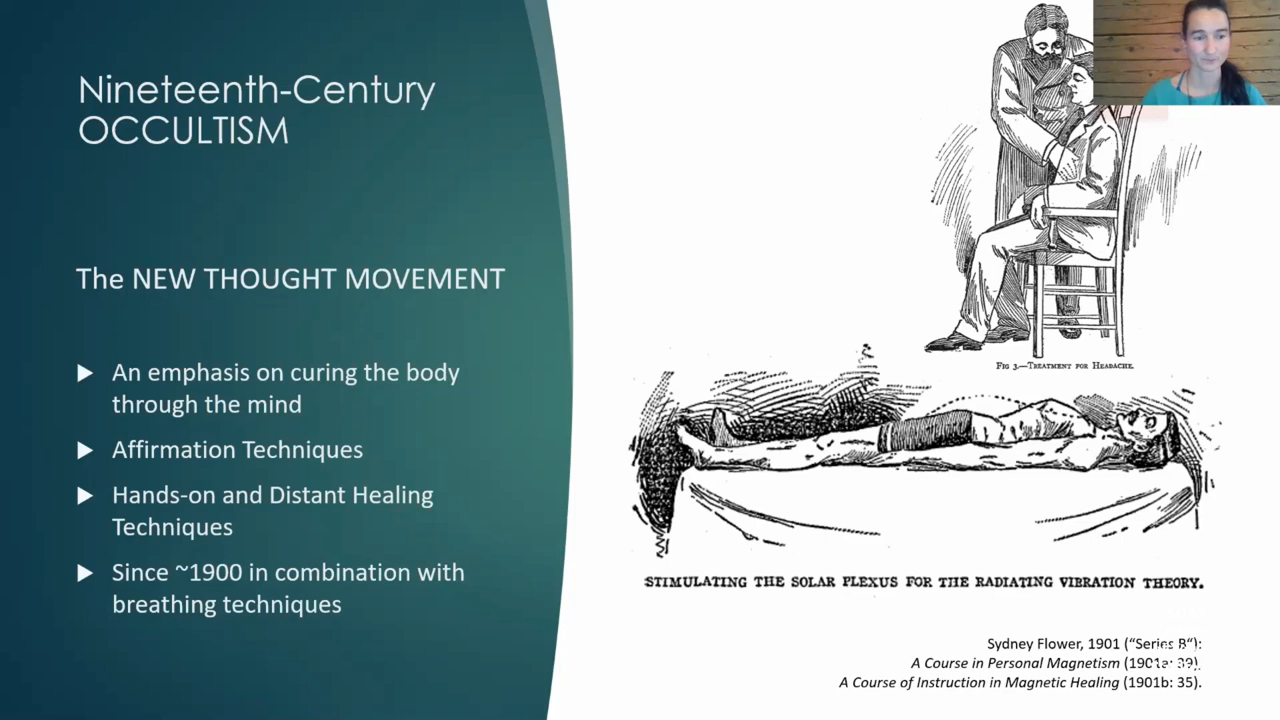 Nineteenth-Century
OCCULTISM
The NEW THOUGHT MOVEMENT
An emphasis on curing the body
through the mind
Affirmation Techniques
Hands-on and Distant Healing
Techniques
Since ~1900 in combination with
breathing techniques
FIG 3.—TREATMENT FOR HEADACHE.
STIMULATING THE SOLAR PLEXUS FOR THE RADIATING VIBRATION THEORY.
Sydney Flower, 1901 (“Series B“):
A Course in Personal Magnetism (1901a: 89),
A Course of Instruction in Magnetic Healing (1901b: 35).